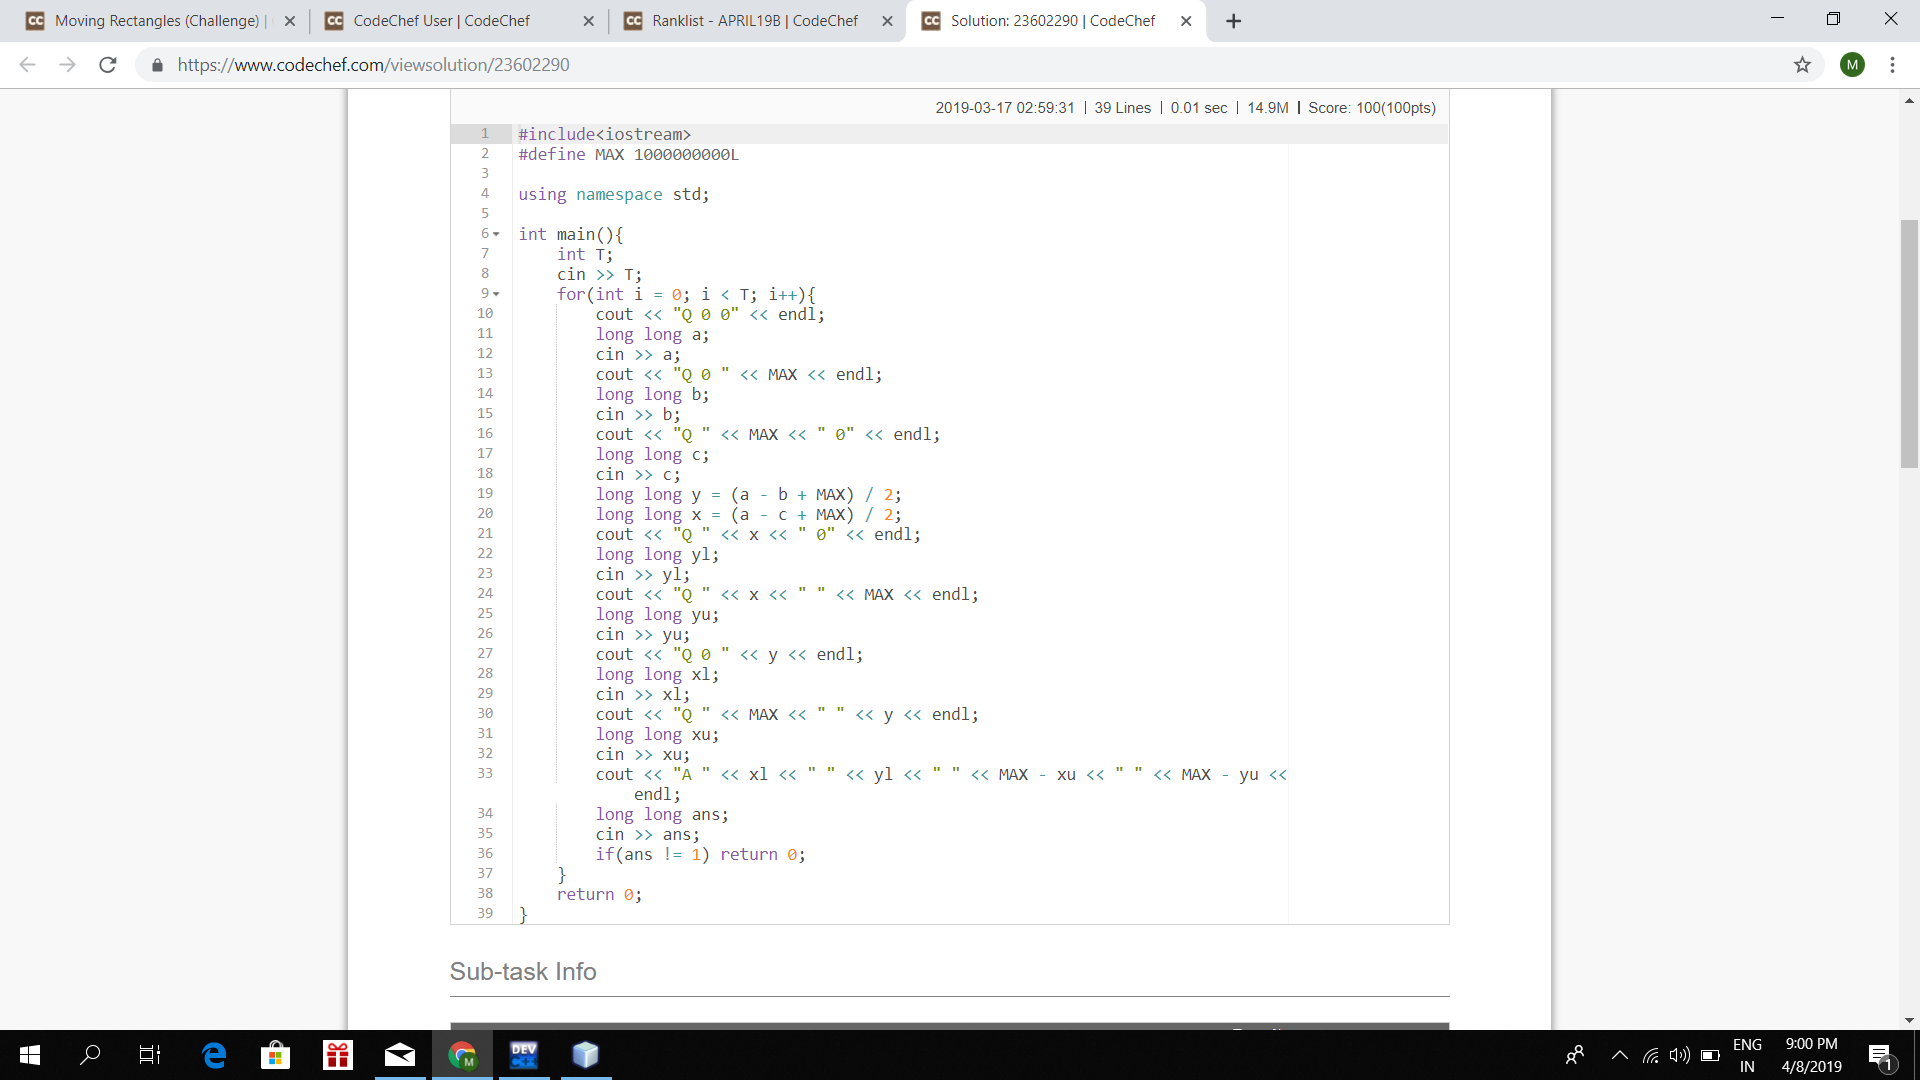 Moving Rectangles (Challenge) |
CodeChef User | CodeChef
Ranklist - APRIL19B | CodeChef
Solution: 23602290 | CodeChef
https://www.codechef.com/viewsolution/23602290
M
2019-03-17 02:59:31 | 39 Lines | 0.01 sec | 14.9M | Score: 100(100pts)
1 #include<iostream>
2 #define MAX 1000000000L
3
4 using namespace std;
5
6 int main(){
7 int T;
8 cin >> T;
9 for(int i = 0; i < T; i++){
10 cout << "Q 0 0" << endl;
11 long long a;
12 cin >> a;
13 cout << "Q 0 " << MAX << endl;
14 long long b;
15 cin >> b;
16 cout << "Q " << MAX << " 0" << endl;
17 long long c;
18 cin >> c;
19 long long y = (a - b + MAX) / 2;
20 long long x = (a - c + MAX) / 2;
21 cout << "Q " << x << " 0" << endl;
22 long long yl;
23 cin >> yl;
24 cout << "Q " << x << " " << MAX << endl;
25 long long yu;
26 cin >> yu;
27 cout << "Q 0 " << y << endl;
28 long long xl;
29 cin >> xl;
30 cout << "Q " << MAX << " " << y << endl;
31 long long xu;
32 cin >> xu;
33 cout << "A " << xl << " " << yl << " " << MAX - xu << " " << MAX - yu <<
endl;
34 long long ans;
35 cin >> ans;
36 if(ans != 1) return 0;
37 }
38 return 0;
39 }
Sub-task Info
DEV
C++
M
ENG
IN
9:00 PM
4/8/2019
1